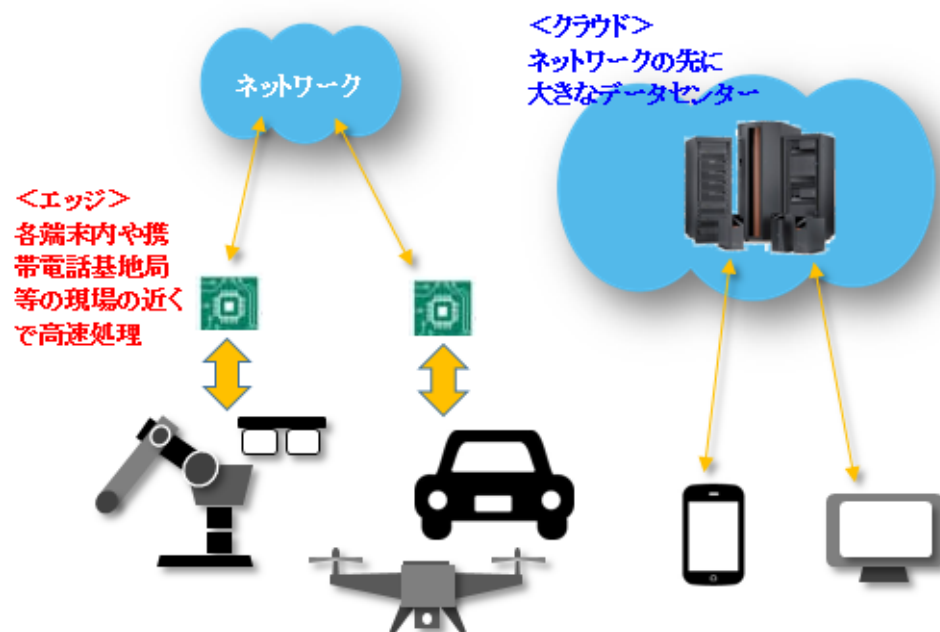 ネットワーク
＜クラウド＞
ネットワークの先に
大きなデータセンター
＜エッジ＞
各端末内や携
帯電話基地局
等の現場の近く
で高速処理